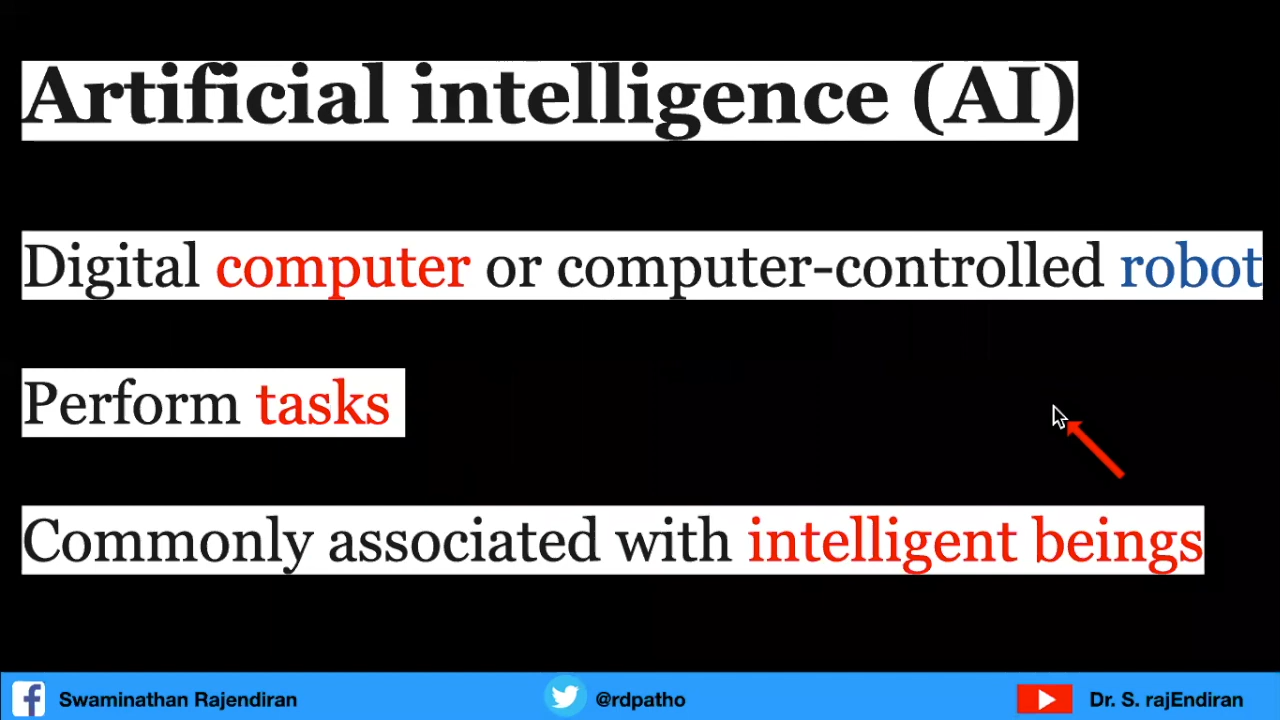 Artificial intelligence (AI)
Digital computer or computer-controlled robot
Perform tasks
Commonly associated with intelligent beings
Swaminathan Rajendiran
@rdpatho
Dr. S. rajEndiran